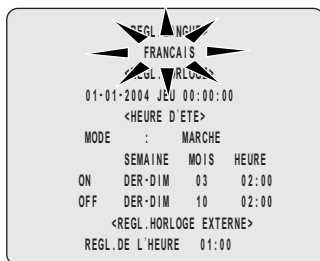 FRANCAIS
01-01-2004 JEU 00:00:00
<HEURE D'ETE>
MODE : MARCHE
SEMAINE MOIS HEURE
ON DER-DIM 03 02:00
OFF DER-DIM 10 02:00
<REGL.HORLOGE EXTERNE>
REGL.DE L'HEURE 01:00